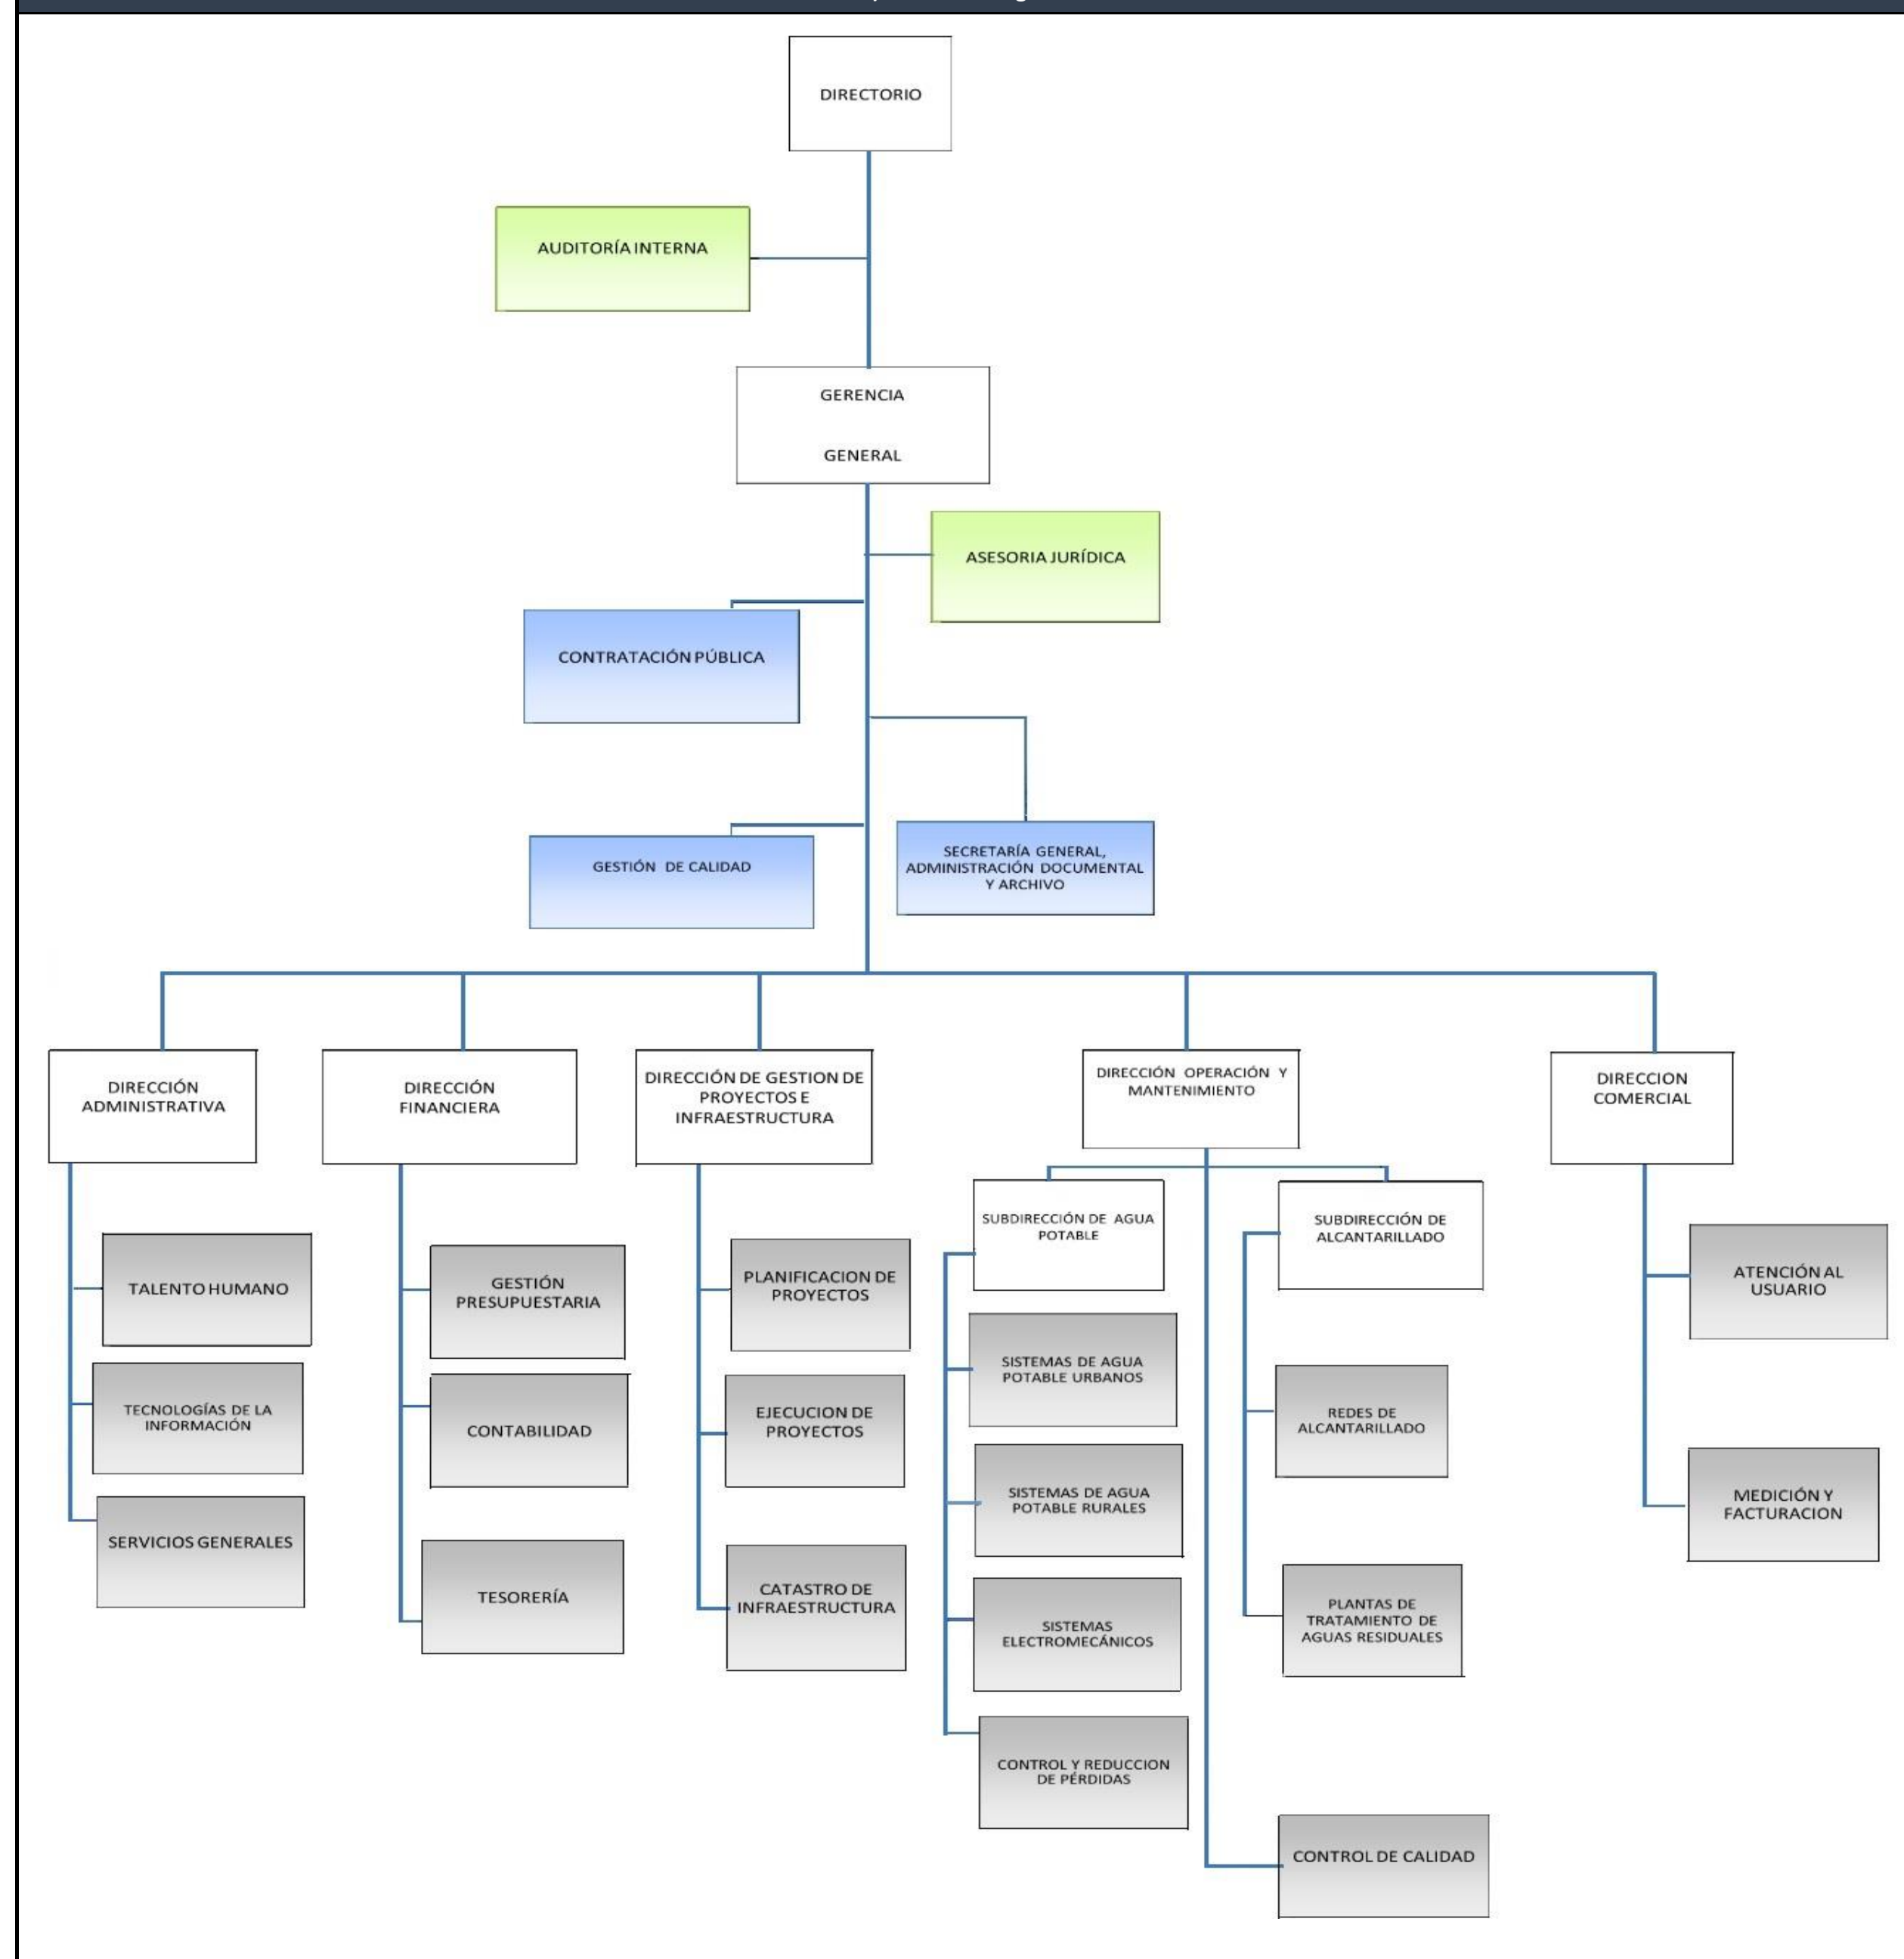 DIRECTORIO
AUDITORÍA INTERNA
GERENCIA
GENERAL
ASESORIA JURÍDICA
CONTRATACIÓN PÚBLICA
GESTIÓN DE CALIDAD
SECRETARÍA GENERAL,
ADMINISTRACIÓN DOCUMENTAL
Y ARCHIVO
DIRECCIÓN
ADMINISTRATIVA
DIRECCIÓN
FINANCIERA
DIRECCIÓN DE GESTION DE
PROYECTOS E
INFRAESTRUCTURA
DIRECCIÓN OPERACIÓN Y
MANTENIMIENTO
DIRECCION
COMERCIAL
TALENTO HUMANO
TECNOLOGÍAS DE LA
INFORMACIÓN
SERVICIOS GENERALES
GESTIÓN
PRESUPUESTARIA
CONTABILIDAD
TESORERÍA
PLANIFICACION DE
PROYECTOS
EJECUCION DE
PROYECTOS
CATASTRO DE
INFRAESTRUCTURA
SUBDIRECCIÓN DE AGUA
POTABLE
SISTEMAS DE AGUA
POTABLE URBANOS
SISTEMAS DE AGUA
POTABLE RURALES
SISTEMAS
ELECTROMECÁNICOS
CONTROL Y REDUCCION
DE PÉRDIDAS
SUBDIRECCIÓN DE
ALCANTARILLADO
REDES DE
ALCANTARILLADO
PLANTAS DE
TRATAMIENTO DE
AGUAS RESIDUALES
CONTROL DE CALIDAD
ATENCIÓN AL
USUARIO
MEDICIÓN Y
FACTURACION